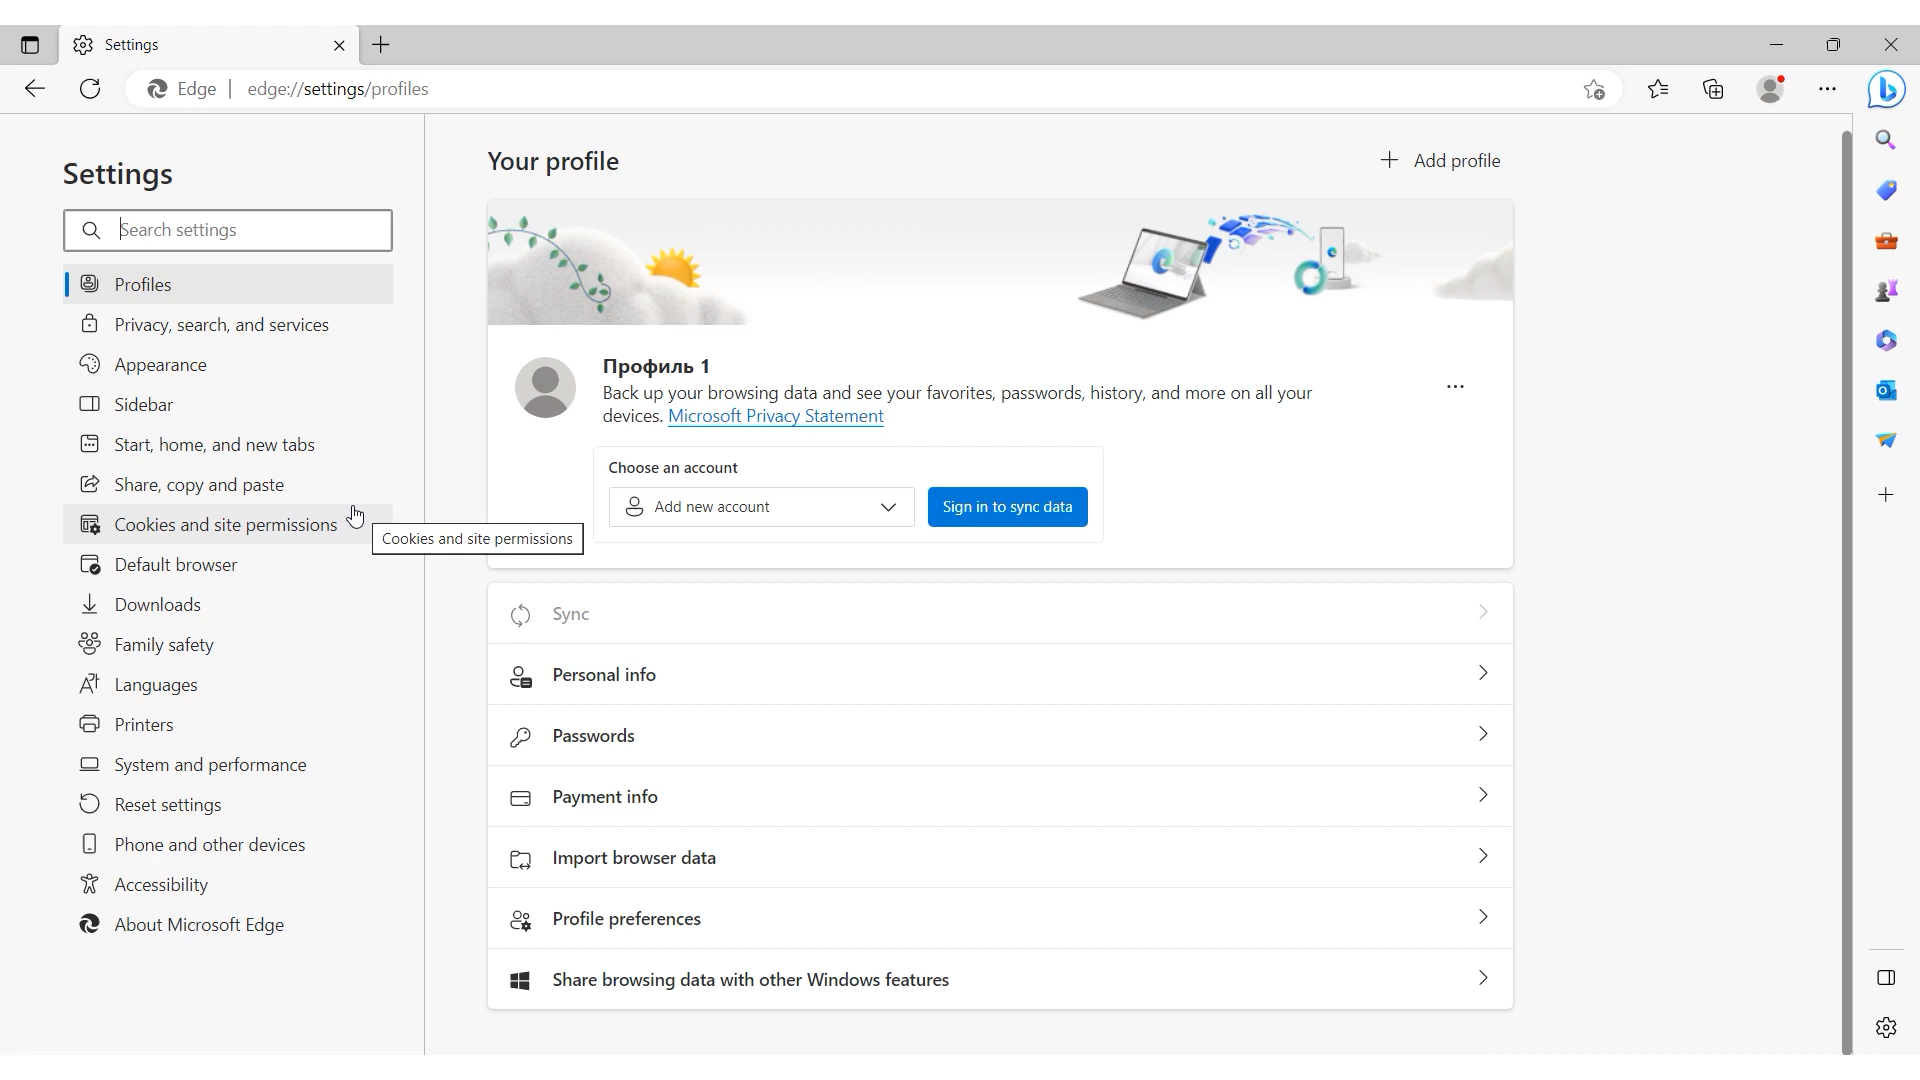 Settings
Edge
edge://settings/profiles
Settings
Search settings
Profiles
Privacy, search, and services
Appearance
Sidebar
Start, home, and new tabs
Share, copy and paste
Cookies and site permissions
Cookies and site permissions
Default browser
Downloads
Family safety
Languages
Printers
System and performance
Reset settings
Phone and other devices
Accessibility
About Microsoft Edge
Your profile
Add profile
Профиль 1
Back up your browsing data and see your favorites, passwords, history, and more on all your
devices. Microsoft Privacy Statement
Choose an account
Add new account
Sign in to sync data
Sync
Personal info
Passwords
Payment info
Import browser data
Profile preferences
Share browsing data with other Windows features